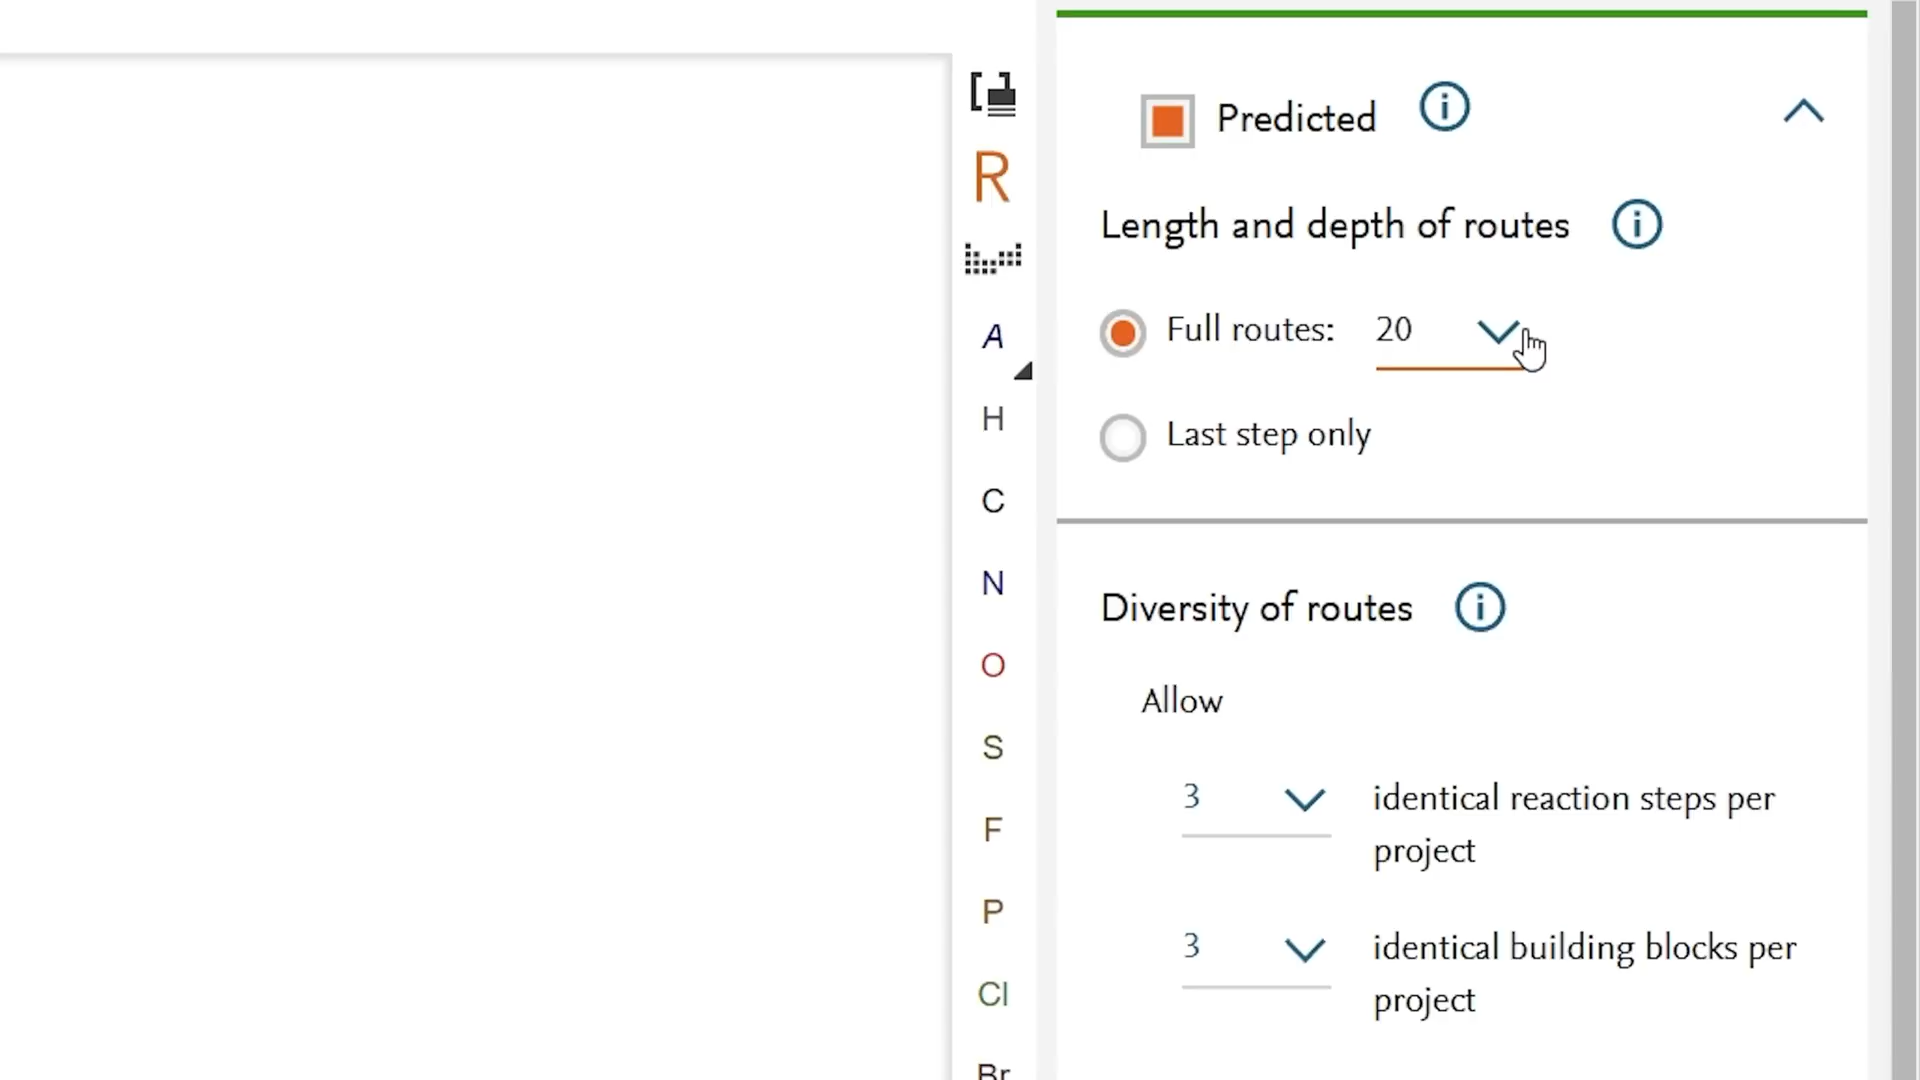 R
A
H
C
N
O
S
F
P
Cl
Br
Predicted
Length and depth of routes
Full routes: 20
Last step only
Diversity of routes
Allow
3 identical reaction steps per
project
3 identical building blocks per
project